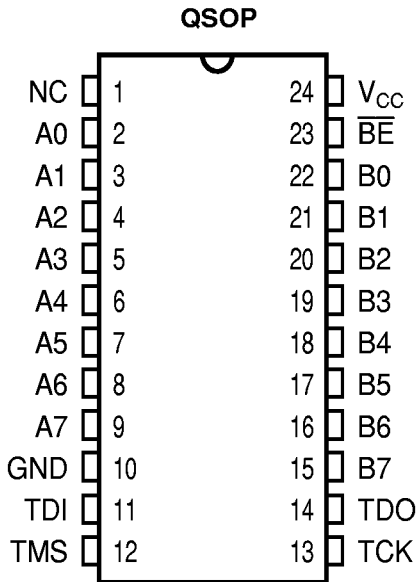 QSOP
NC 1 24 VCC
A0 2 23 B̅E̅
A1 3 22 B0
A2 4 21 B1
A3 5 20 B2
A4 6 19 B3
A5 7 18 B4
A6 8 17 B5
A7 9 16 B6
GND 10 15 B7
TDI 11 14 TDO
TMS 12 13 TCK